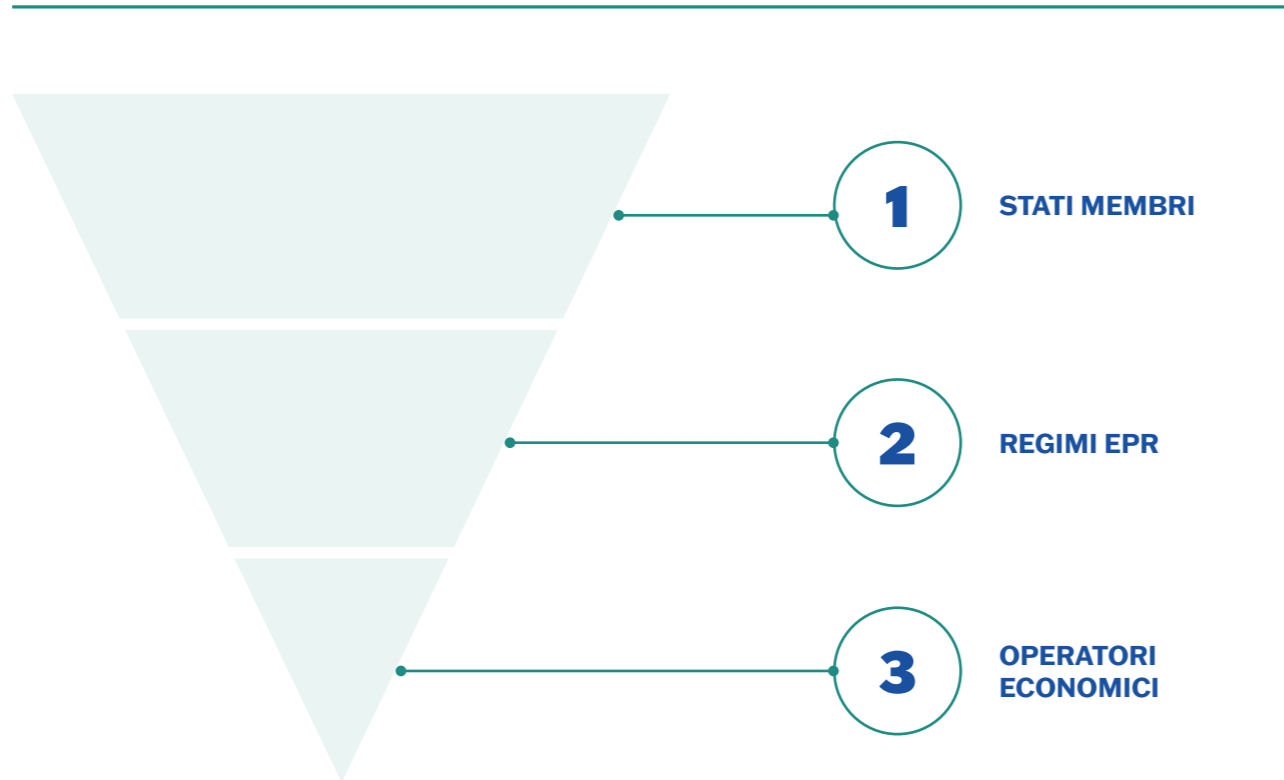 1
STATI MEMBRI
2
REGIMI EPR
3
OPERATORI
ECONOMICI